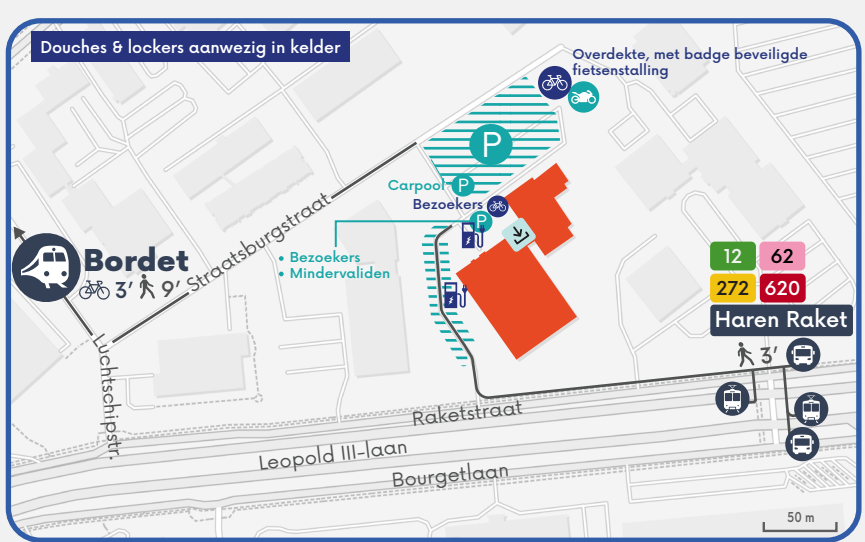 Douches & lockers aanwezig in kelder
Overdekte, met badge beveiligde
fietsenstalling
P
Carpool P
Bezoekers
P
• Bezoekers
• Mindervaliden
Straatsburgstraat
Bordet
3′ 9′
12 62
272 620
Haren Raket
3′
Luchtschipstr.
Raketstraat
Leopold III-laan
Bourgetlaan
50 m